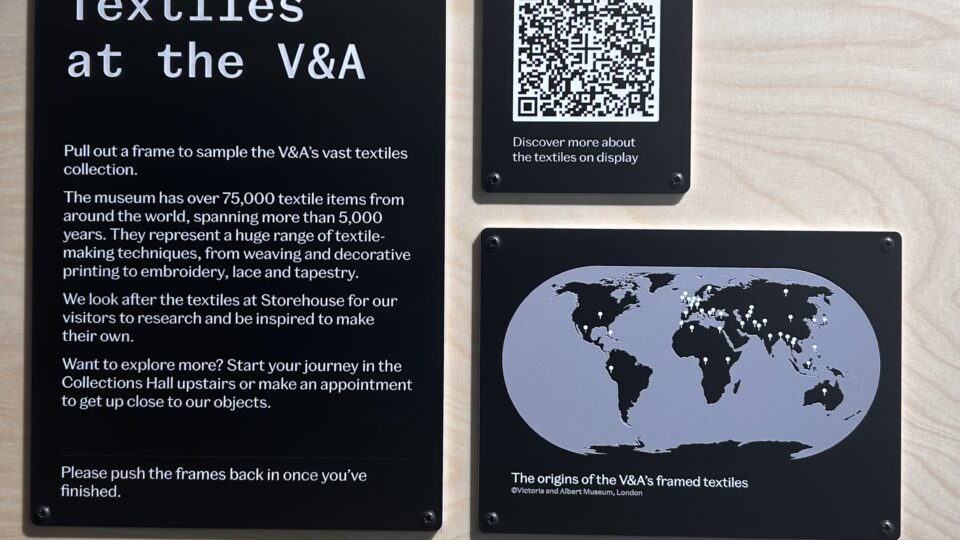 Textiles
at the V&A
Pull out a frame to sample the V&A's vast textiles
collection.
The museum has over 75,000 textile items from
around the world, spanning more than 5,000
years. They represent a huge range of textile-
making techniques, from weaving and decorative
printing to embroidery, lace and tapestry.
We look after the textiles at Storehouse for our
visitors to research and be inspired to make
their own.
Want to explore more? Start your journey in the
Collections Hall upstairs or make an appointment
to get up close to our objects.
Please push the frames back in once you've
finished.
Discover more about
the textiles on display
The origins of the V&A's framed textiles
©Victoria and Albert Museum, London